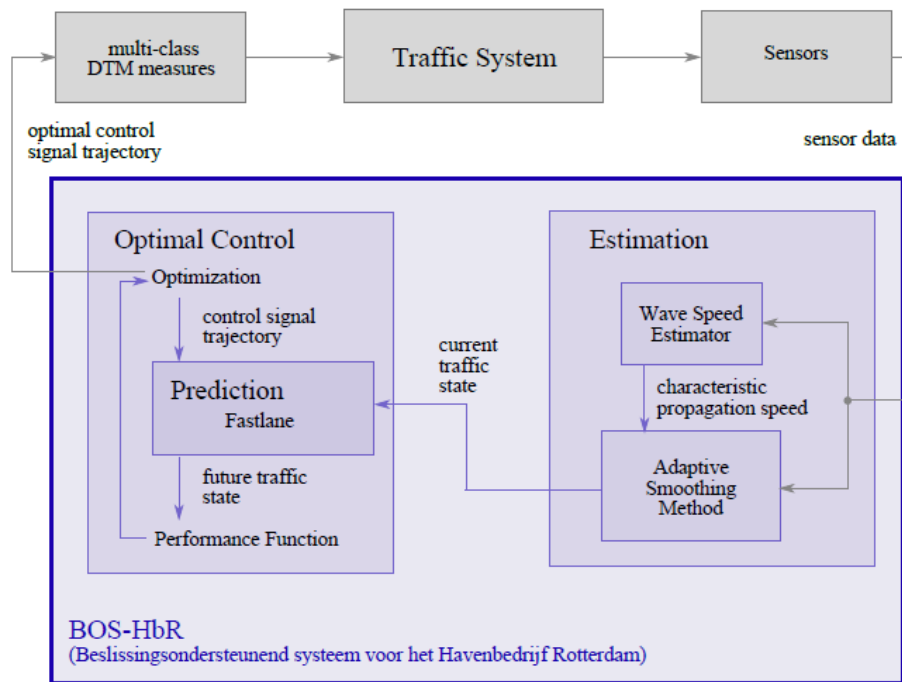 multi-class
DTM measures
Traffic System
Sensors
optimal control
signal trajectory
sensor data
Optimal Control
Optimization
control signal
trajectory
Prediction
Fastlane
future traffic
state
Performance Function
current
traffic
state
Estimation
Wave Speed
Estimator
characteristic
propagation speed
Adaptive
Smoothing
Method
BOS-HbR
(Beslissingsondersteunend systeem voor het Havenbedrijf Rotterdam)